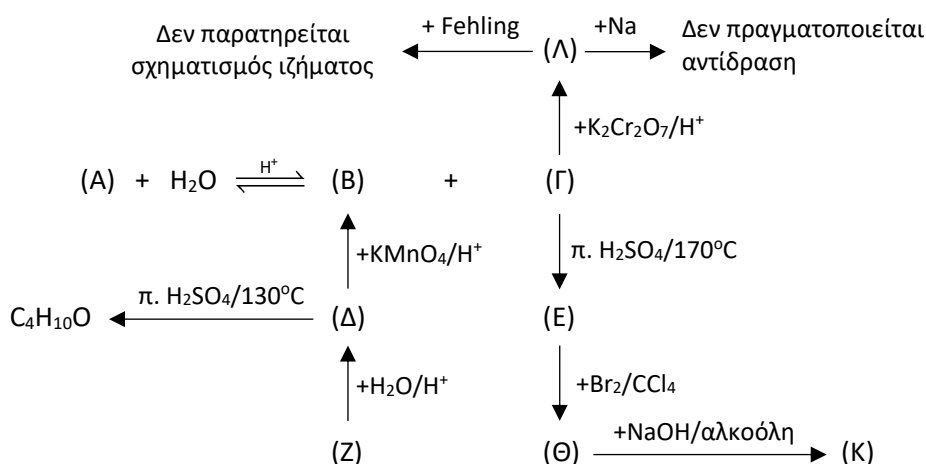 Δεν παρατηρείται
σχηματισμός ιζήματος
+ Fehling
(Λ)
+Na
Δεν πραγματοποιείται
αντίδραση
+K₂Cr₂O₇/H⁺
(Α) + H₂O
H⁺
(Β) + (Γ)
+KMnO₄/H⁺
π. H₂SO₄/170°C
C₄H₁₀O
π. H₂SO₄/130°C
(Δ)
(Ε)
+H₂O/H⁺
+Br₂/CCl₄
(Ζ)
(Θ)
+NaOH/αλκοόλη
(Κ)